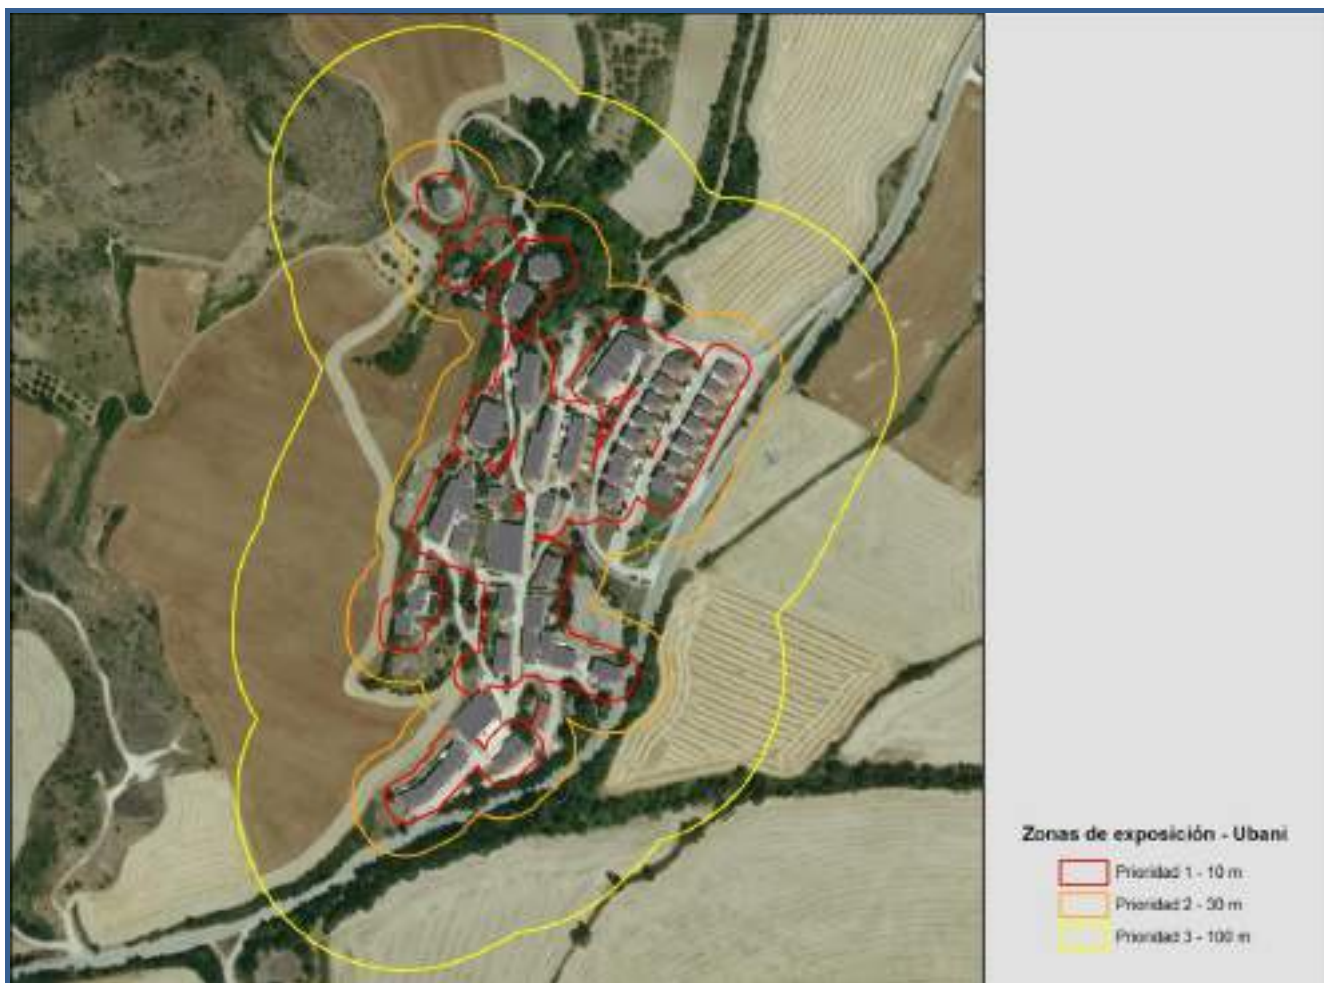 Zonas de exposición - Ubani
Prioridad 1 - 10 m
Prioridad 2 - 30 m
Prioridad 3 - 100 m